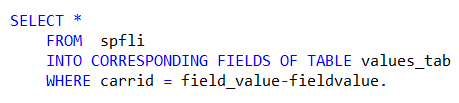 SELECT *
FROM spfli
INTO CORRESPONDING FIELDS OF TABLE values_tab
WHERE carrid = field_value-fieldvalue.